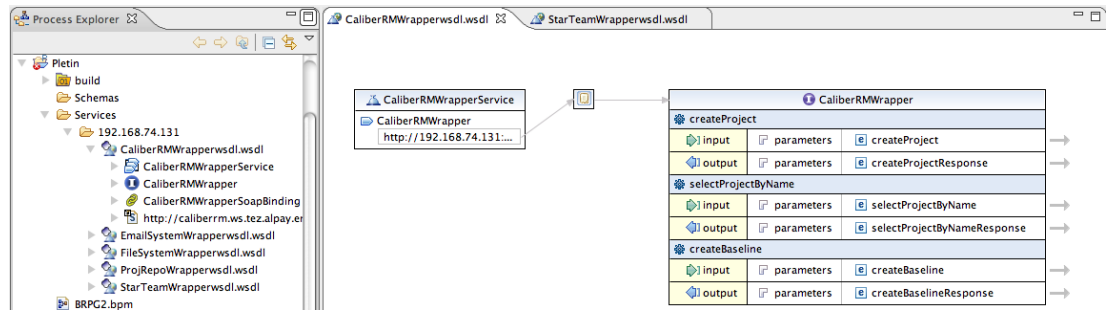 Process Explorer
Pletin
build
Schemas
Services
192.168.74.131
CaliberRMWrapperwsdl.wsdl
CaliberRMWrapperService
CaliberRMWrapper
CaliberRMWrapperSoapBinding
http://caliberrm.ws.tez.alpay.er
EmailSystemWrapperwsdl.wsdl
FileSystemWrapperwsdl.wsdl
ProjRepoWrapperwsdl.wsdl
StarTeamWrapperwsdl.wsdl
BRPG2.bpm
CaliberRMWrapperwsdl.wsdl StarTeamWrapperwsdl.wsdl
CaliberRMWrapperService
CaliberRMWrapper
http://192.168.74.131:...
CaliberRMWrapper
createProject
input parameters createProject
output parameters createProjectResponse
selectProjectByName
input parameters selectProjectByName
output parameters selectProjectByNameResponse
createBaseline
input parameters createBaseline
output parameters createBaselineResponse